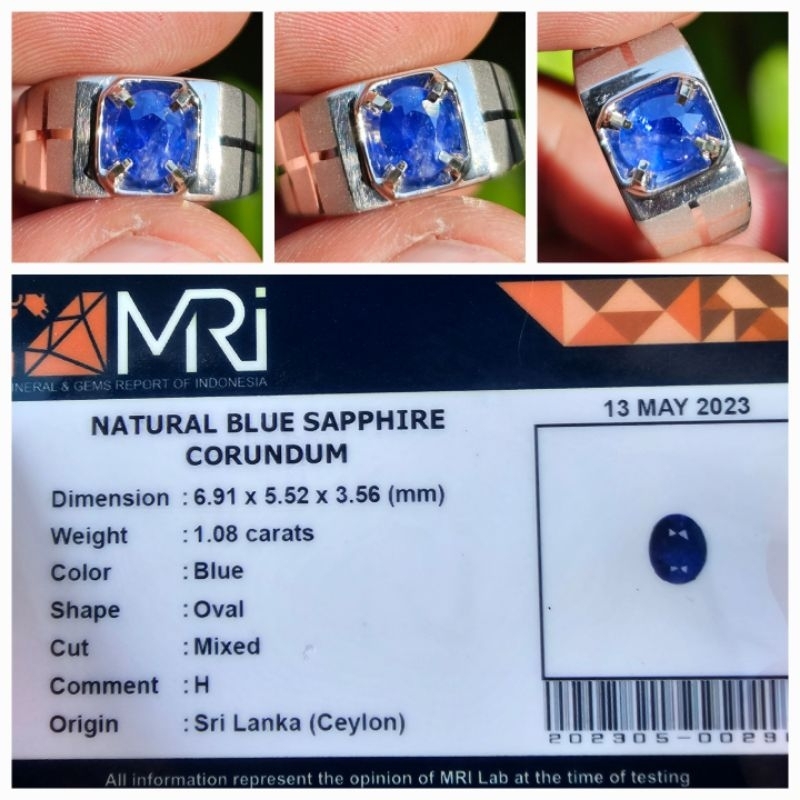 MRi
INERAL & GEMS REPORT OF INDONESIA
13 MAY 2023
NATURAL BLUE SAPPHIRE
CORUNDUM
Dimension : 6.91 x 5.52 x 3.56 (mm)
Weight : 1.08 carats
Color : Blue
Shape : Oval
Cut : Mixed
Comment : H
Origin : Sri Lanka (Ceylon)
202305-0029
All information represent the opinion of MRI Lab at the time of testing